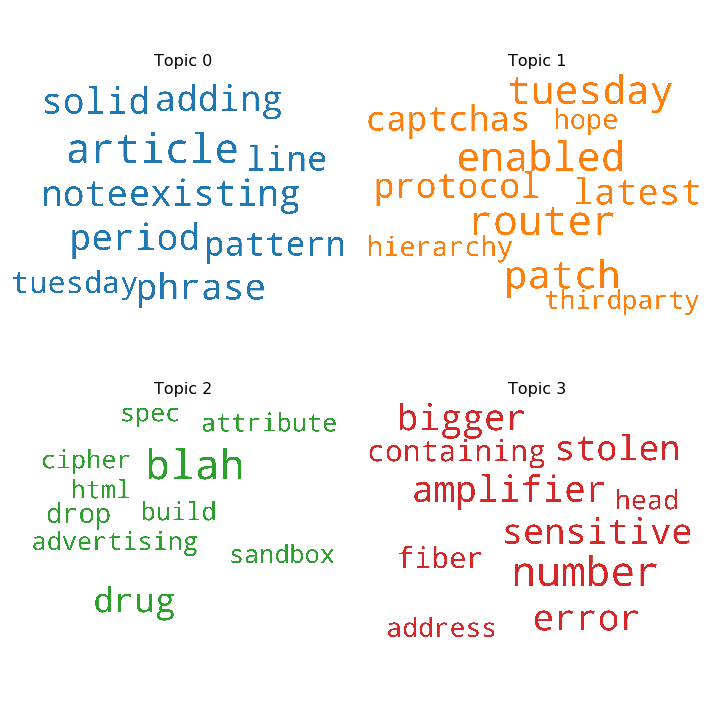 Topic 0
solid adding
article line
note existing
period pattern
tuesday phrase
Topic 1
tuesday
captchas hope
enabled
protocol latest
router
hierarchy
patch
thirdparty
Topic 2
spec attribute
cipher blah
html
drop build
advertising sandbox
drug
Topic 3
bigger
containing stolen
amplifier head
sensitive
fiber number
address error